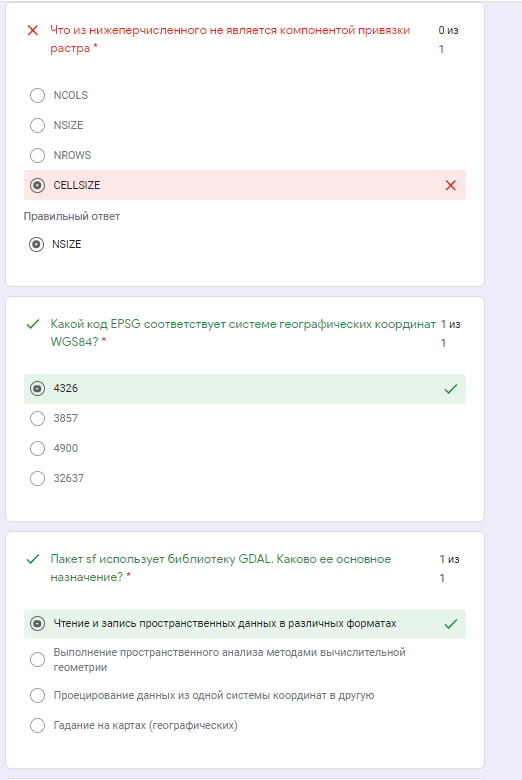 Что из нижеперчисленного не является компонентой привязки
растра *
0 из
1
NCOLS
NSIZE
NROWS
CELLSIZE
Правильный ответ
NSIZE
Какой код EPSG соответствует системе географических координат
WGS84? *
1 из
1
4326
3857
4900
32637
Пакет sf использует библиотеку GDAL. Каково ее основное
назначение? *
1 из
1
Чтение и запись пространственных данных в различных форматах
Выполнение пространственного анализа методами вычислительной
геометрии
Проецирование данных из одной системы координат в другую
Гадание на картах (географических)